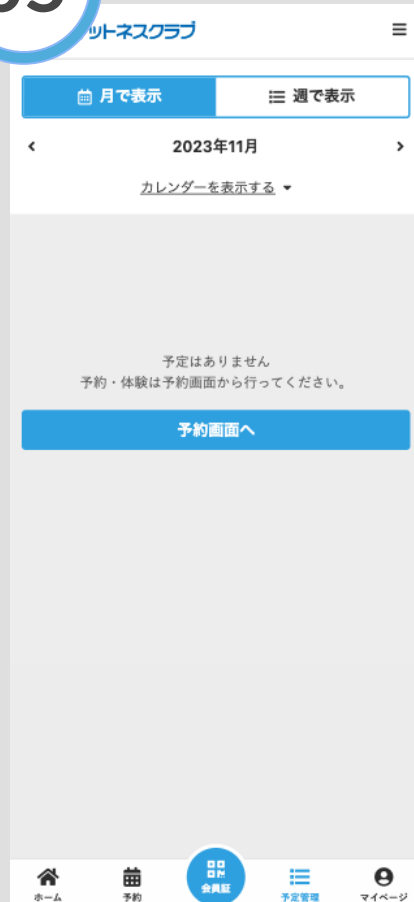 ットネスクラブ
月で表示
週で表示
2023年11月
カレンダーを表示する
予定はありません
予約・体験は予約画面から行ってください。
予約画面へ
ホーム
予約
会員証
予定管理
マイページ